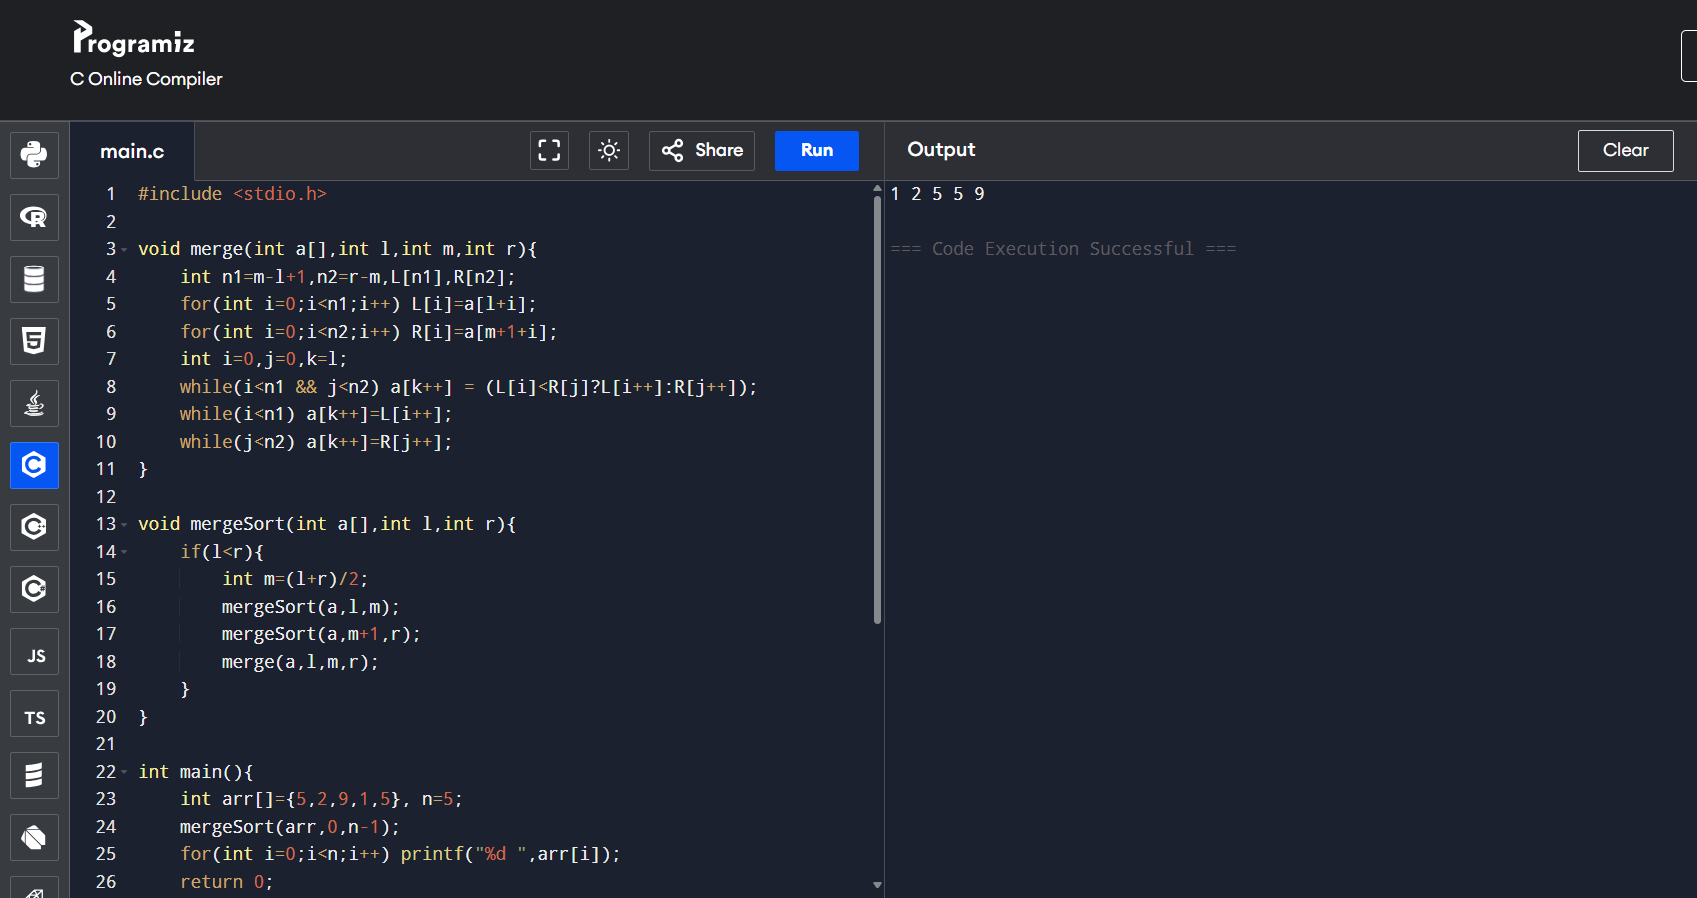 Programiz
C Online Compiler
main.c
Share
Run
Output
Clear
1 #include <stdio.h>
2
3 void merge(int a[],int l,int m,int r){
4     int n1=m-l+1,n2=r-m,L[n1],R[n2];
5     for(int i=0;i<n1;i++) L[i]=a[l+i];
6     for(int i=0;i<n2;i++) R[i]=a[m+1+i];
7     int i=0,j=0,k=l;
8     while(i<n1 && j<n2) a[k++] = (L[i]<R[j]?L[i++]:R[j++]);
9     while(i<n1) a[k++]=L[i++];
10     while(j<n2) a[k++]=R[j++];
11 }
12
13 void mergeSort(int a[],int l,int r){
14     if(l<r){
15         int m=(l+r)/2;
16         mergeSort(a,l,m);
17         mergeSort(a,m+1,r);
18         merge(a,l,m,r);
19     }
20 }
21
22 int main(){
23     int arr[]={5,2,9,1,5}, n=5;
24     mergeSort(arr,0,n-1);
25     for(int i=0;i<n;i++) printf("%d ",arr[i]);
26     return 0;
1 2 5 5 9
=== Code Execution Successful ===
R
5
C
C
C
JS
TS